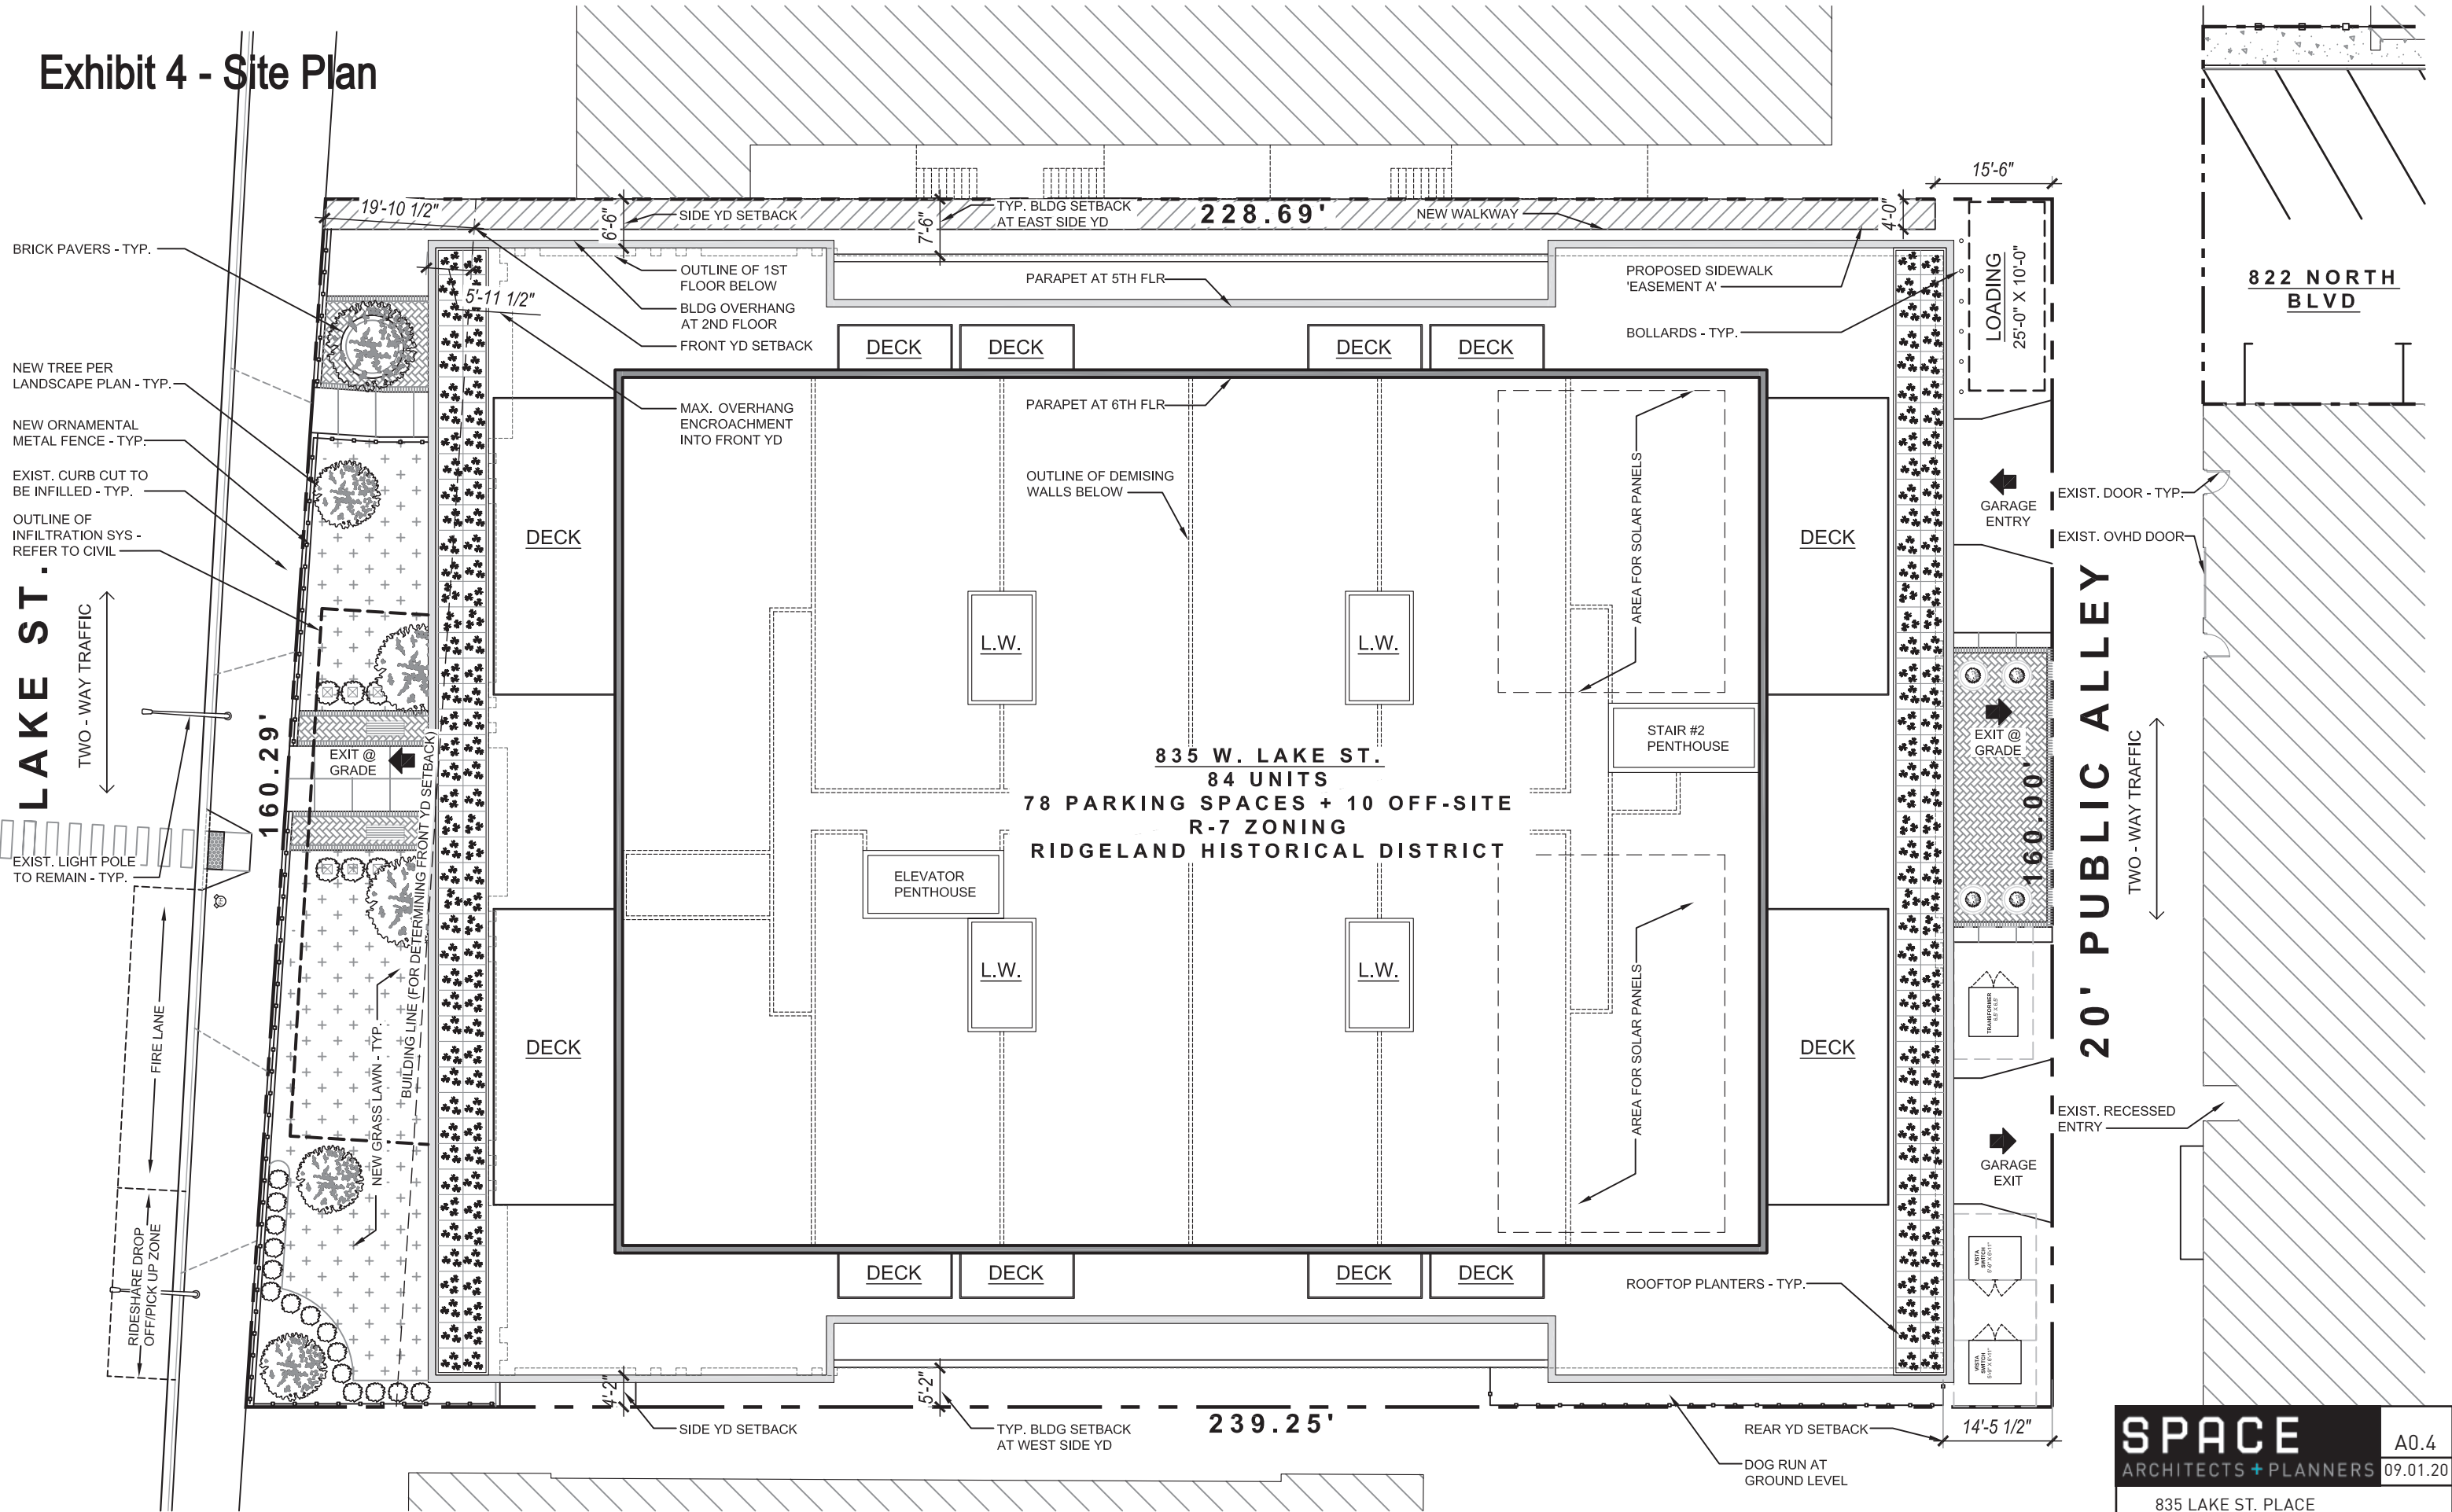 Exhibit 4 - Site Plan
15'-6"
19'-10 1/2"
6'-6"
SIDE YD SETBACK
7'-6"
TYP. BLDG SETBACK
AT EAST SIDE YD
228.69'
NEW WALKWAY
4'-0"
BRICK PAVERS - TYP.
OUTLINE OF 1ST
FLOOR BELOW
5'-11 1/2"
BLDG OVERHANG
AT 2ND FLOOR
FRONT YD SETBACK
PARAPET AT 5TH FLR
PROPOSED SIDEWALK
'EASEMENT A'
BOLLARDS - TYP.
LOADING
25'-0" X 10'-0"
822 NORTH
BLVD
NEW TREE PER
LANDSCAPE PLAN - TYP.
DECK
DECK
DECK
DECK
NEW ORNAMENTAL
METAL FENCE - TYP.
MAX. OVERHANG
ENCROACHMENT
INTO FRONT YD
PARAPET AT 6TH FLR
EXIST. CURB CUT TO
BE INFILLED - TYP.
OUTLINE OF DEMISING
WALLS BELOW
AREA FOR SOLAR PANELS
GARAGE
ENTRY
EXIST. DOOR - TYP.
OUTLINE OF
INFILTRATION SYS -
REFER TO CIVIL
DECK
DECK
EXIST. OVHD DOOR
LAKE ST.
TWO - WAY TRAFFIC
L.W.
L.W.
160.29'
EXIT @
GRADE
STAIR #2
PENTHOUSE
EXIT @
GRADE
835 W. LAKE ST.
84 UNITS
78 PARKING SPACES + 10 OFF-SITE
R-7 ZONING
RIDGELAND HISTORICAL DISTRICT
160.00'
20' PUBLIC ALLEY
TWO - WAY TRAFFIC
EXIST. LIGHT POLE
TO REMAIN - TYP.
ELEVATOR
PENTHOUSE
BUILDING LINE (FOR DETERMINING FRONT YD SETBACK)
L.W.
L.W.
FIRE LANE
NEW GRASS LAWN - TYP.
DECK
DECK
AREA FOR SOLAR PANELS
TRANSFORMER
EXIST. RECESSED
ENTRY
GARAGE
EXIT
RIDESHARE DROP
OFF/PICK UP ZONE
DECK
DECK
DECK
DECK
ROOFTOP PLANTERS - TYP.
VISTA
SWITCH
VISTA
SWITCH
4'-2"
SIDE YD SETBACK
5'-2"
TYP. BLDG SETBACK
AT WEST SIDE YD
239.25'
REAR YD SETBACK
14'-5 1/2"
DOG RUN AT
GROUND LEVEL
SPACE
ARCHITECTS + PLANNERS
A0.4
09.01.20
835 LAKE ST. PLACE